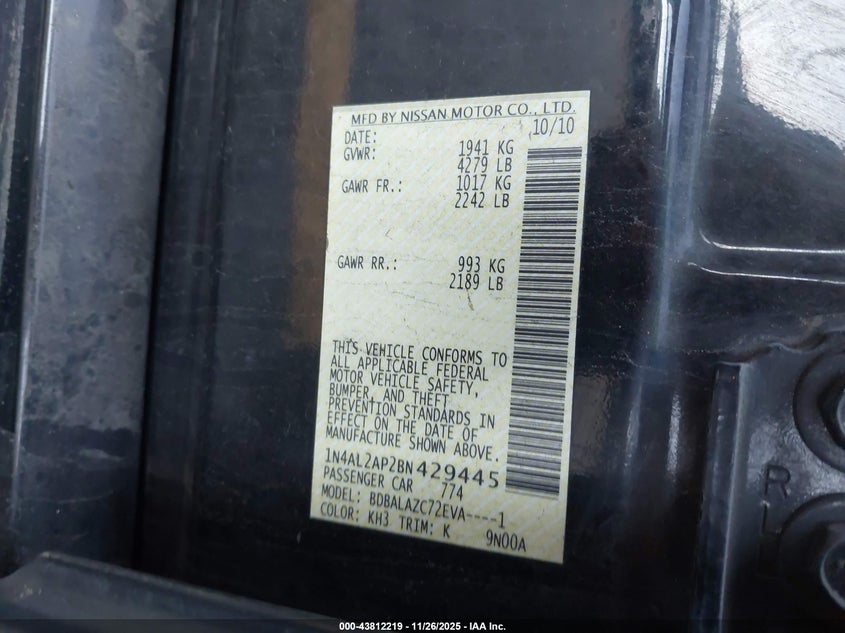 MFD BY NISSAN MOTOR CO., LTD.
DATE: 10/10
GVWR: 1941 KG
4279 LB
GAWR FR.: 1017 KG
2242 LB
GAWR RR.: 993 KG
2189 LB
THIS VEHICLE CONFORMS TO
ALL APPLICABLE FEDERAL
MOTOR VEHICLE SAFETY,
BUMPER, AND THEFT
PREVENTION STANDARDS IN
EFFECT ON THE DATE OF
MANUFACTURE SHOWN ABOVE.
1N4AL2AP2BN429445
PASSENGER CAR 774
MODEL: BDBALAZC72EVA----1
COLOR: KH3 TRIM: K 9N00A
R
000-43812219 - 11/26/2025 - IAA Inc.